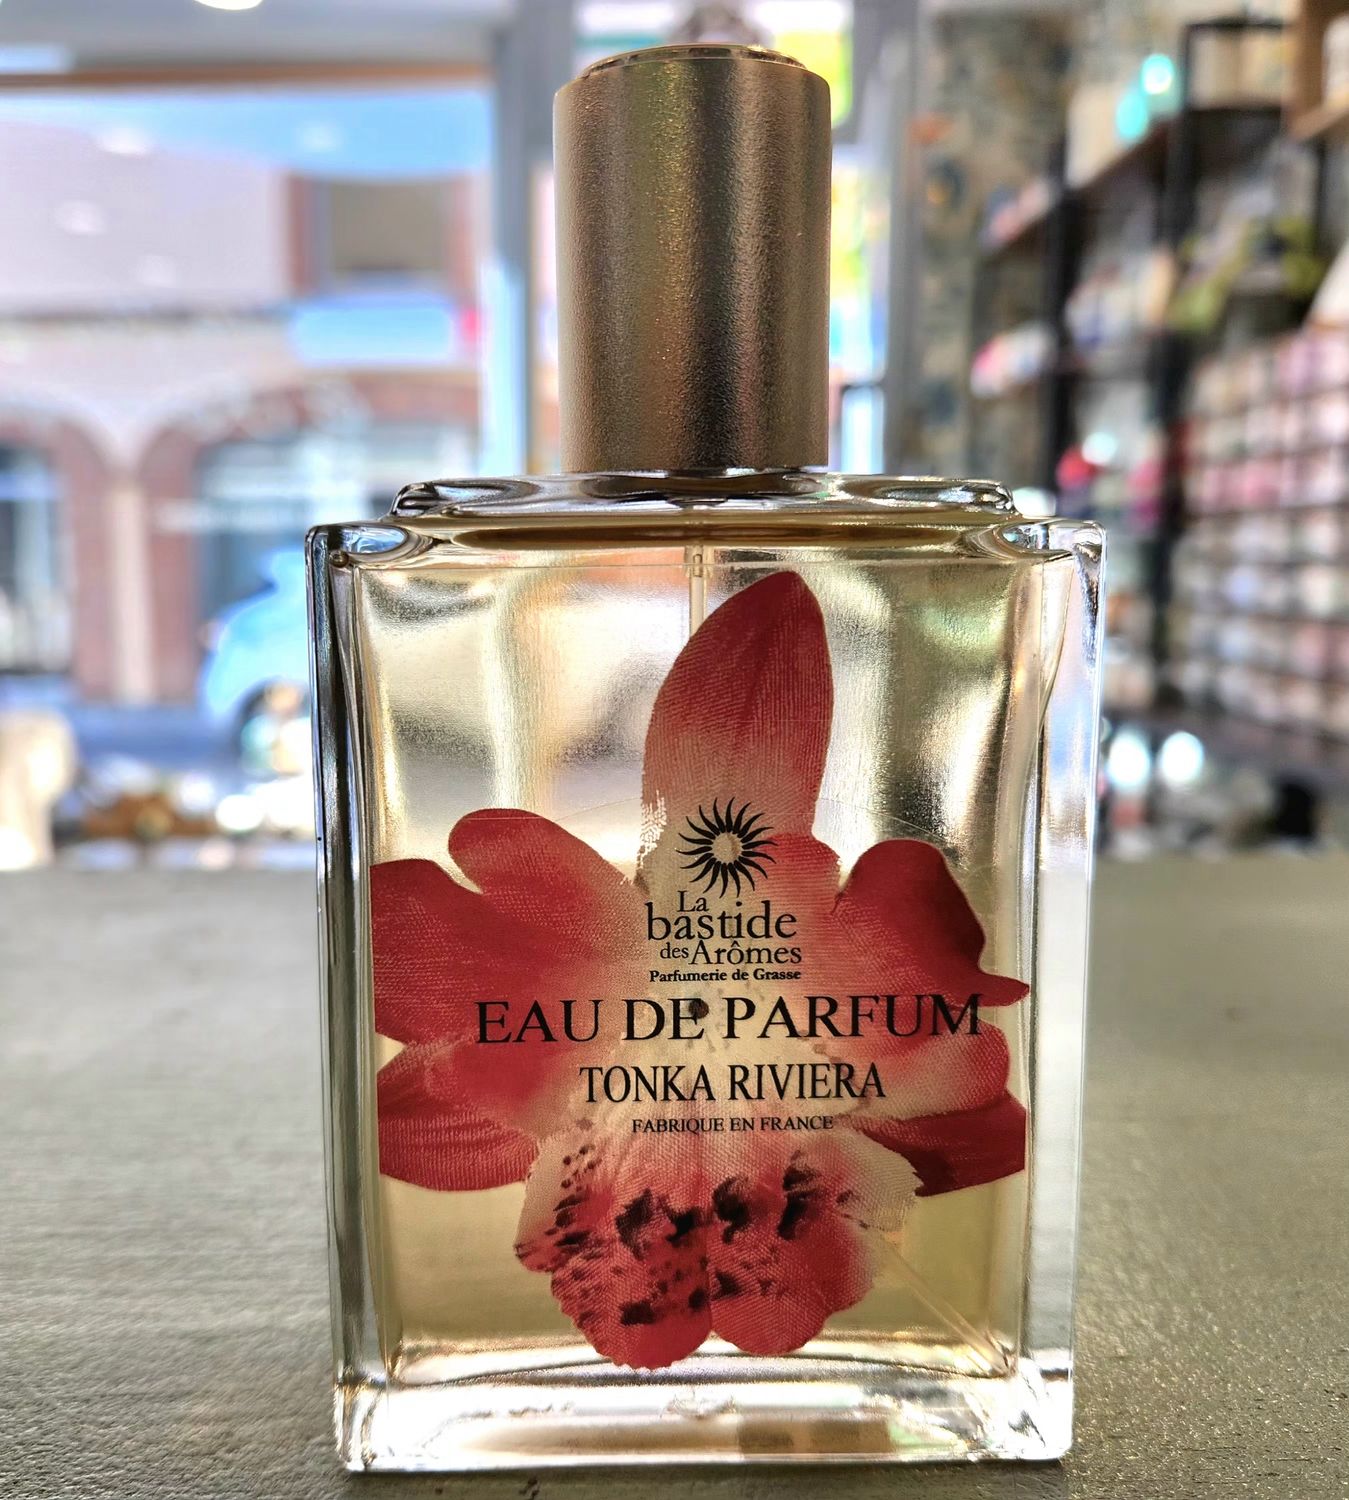 La
bastide
des Arômes
Parfumerie de Grasse
EAU DE PARFUM
TONKA RIVIERA
FABRIQUE EN FRANCE